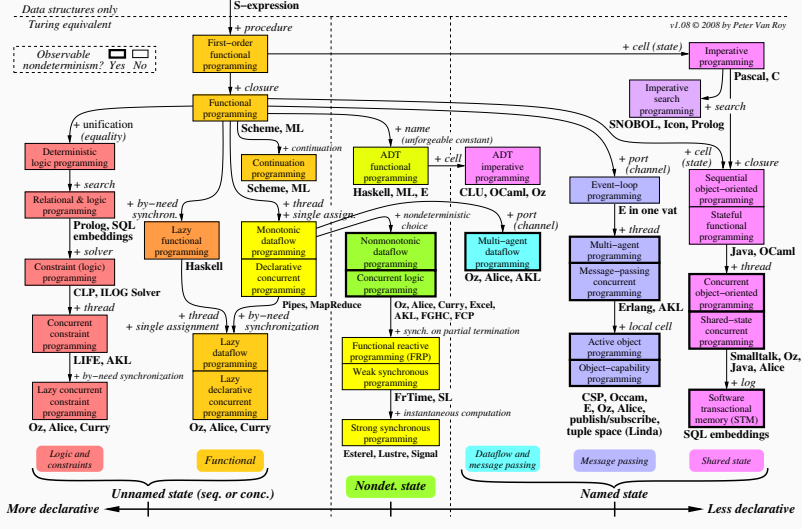 Data structures only
S−expression
Turing equivalent
v1.08 © 2008 by Peter Van Roy
+ procedure
Observable
nondeterminism?
Yes
No
First−order
functional
programming
+ cell (state)
Imperative
programming
Pascal, C
+ closure
Imperative
search
programming
+ search
SNOBOL, Icon, Prolog
Functional
programming
Scheme, ML
+ unification
(equality)
+ continuation
+ name
(unforgeable constant)
+ cell
(state)
+ closure
Deterministic
logic programming
Continuation
programming
Scheme, ML
ADT
functional
programming
Haskell, ML, E
+ cell
ADT
imperative
programming
CLU, OCaml, Oz
+ port
(channel)
Event−loop
programming
E in one vat
Sequential
object−oriented
programming
Stateful
functional
programming
Java, OCaml
+ search
Relational & logic
programming
Prolog, SQL
embeddings
+ by−need
synchron.
+ thread
+ single assign.
Lazy
functional
programming
Haskell
Monotonic
dataflow
programming
Declarative
concurrent
programming
Pipes, MapReduce
+ nondeterministic
choice
Nonmonotonic
dataflow
programming
Concurrent logic
programming
Oz, Alice, Curry, Excel,
AKL, FGHC, FCP
+ port
(channel)
Multi−agent
dataflow
programming
Oz, Alice, AKL
+ thread
Multi−agent
programming
Message−passing
concurrent
programming
Erlang, AKL
+ thread
Concurrent
object−oriented
programming
Shared−state
concurrent
programming
Smalltalk, Oz,
Java, Alice
+ solver
Constraint (logic)
programming
CLP, ILOG Solver
+ thread
Concurrent
constraint
programming
LIFE, AKL
+ by−need synchronization
Lazy concurrent
constraint
programming
Oz, Alice, Curry
+ thread
+ single assignment
+ by−need
synchronization
Lazy
dataflow
programming
Lazy
declarative
concurrent
programming
Oz, Alice, Curry
+ synch. on partial termination
Functional reactive
programming (FRP)
Weak synchronous
programming
FrTime, SL
+ instantaneous computation
Strong synchronous
programming
Esterel, Lustre, Signal
+ local cell
Active object
programming
Object−capability
programming
CSP, Occam,
E, Oz, Alice,
publish/subscribe,
tuple space (Linda)
+ log
Software
transactional
memory (STM)
SQL embeddings
Logic and
constraints
Functional
Nondet. state
Dataflow and
message passing
Message passing
Shared state
Unnamed state (seq. or conc.)
Named state
More declarative
Less declarative